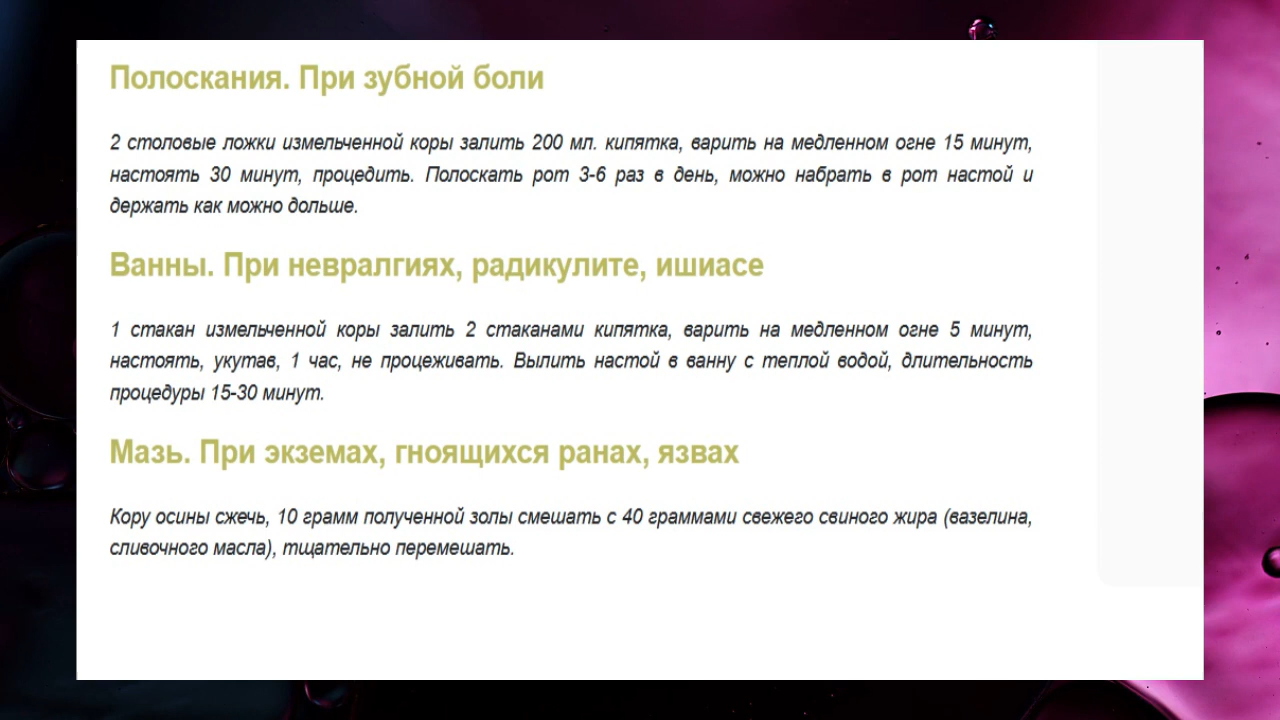 Полоскания. При зубной боли
2 столовые ложки измельченной коры залить 200 мл. кипятка, варить на медленном огне 15 минут,
настоять 30 минут, процедить. Полоскать рот 3-6 раз в день, можно набрать в рот настой и
держать как можно дольше.
Ванны. При невралгиях, радикулите, ишиасе
1 стакан измельченной коры залить 2 стаканами кипятка, варить на медленном огне 5 минут,
настоять, укутав, 1 час, не процеживать. Вылить настой в ванну с теплой водой, длительность
процедуры 15-30 минут.
Мазь. При экземах, гноящихся ранах, язвах
Кору осины сжечь, 10 грамм полученной золы смешать с 40 граммами свежего свиного жира (вазелина,
сливочного масла), тщательно перемешать.